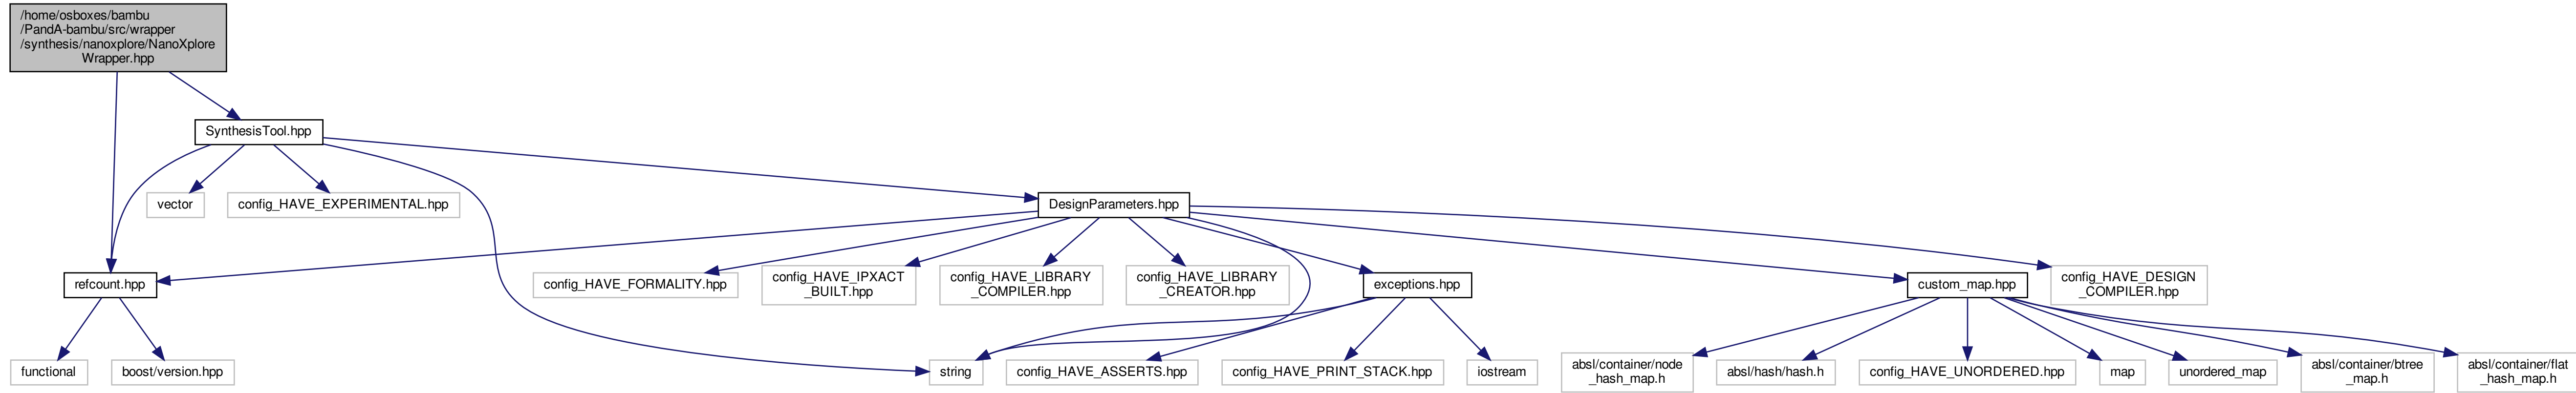 /home/osboxes/bambu
/PandA-bambu/src/wrapper
/synthesis/nanoxplore/NanoXplore
Wrapper.hpp
SynthesisTool.hpp
vector
config_HAVE_EXPERIMENTAL.hpp
DesignParameters.hpp
refcount.hpp
config_HAVE_FORMALITY.hpp
config_HAVE_IPXACT
_BUILT.hpp
config_HAVE_LIBRARY
_COMPILER.hpp
config_HAVE_LIBRARY
_CREATOR.hpp
exceptions.hpp
custom_map.hpp
config_HAVE_DESIGN
_COMPILER.hpp
functional
boost/version.hpp
string
config_HAVE_ASSERTS.hpp
config_HAVE_PRINT_STACK.hpp
iostream
absl/container/node
_hash_map.h
absl/hash/hash.h
config_HAVE_UNORDERED.hpp
map
unordered_map
absl/container/btree
_map.h
absl/container/flat
_hash_map.h